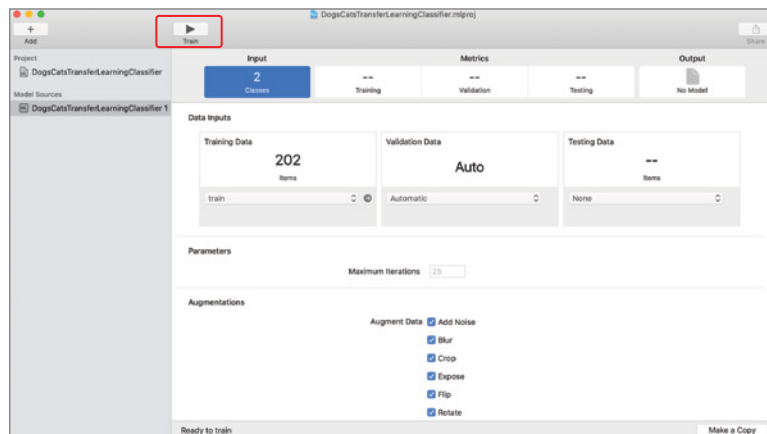 DogsCatsTransferLearningClassifier.mlproj
+
Add
Train
Share
Project
DogsCatsTransferLearningClassifier
Model Sources
DogsCatsTransferLearningClassifier 1
Input
Metrics
Output
2
Classes
--
Training
--
Validation
--
Testing
No Model
Data Inputs
Training Data
202
Items
train
Validation Data
Auto
Automatic
Testing Data
--
Items
None
Parameters
Maximum Iterations 25
Augmentations
Augment Data Add Noise
Blur
Crop
Expose
Flip
Rotate
Ready to train
Make a Copy